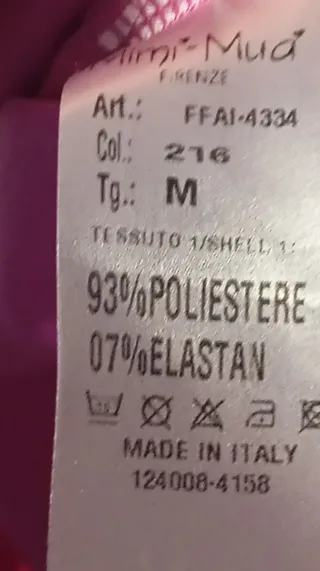 Mimi-Muà
FIRENZE
Art.: FFAI-4334
Col.: 216
Tg.: M
TESSUTO 1/SHELL 1:
93%POLIESTERE
07%ELASTAN
MADE IN ITALY
124008-4158